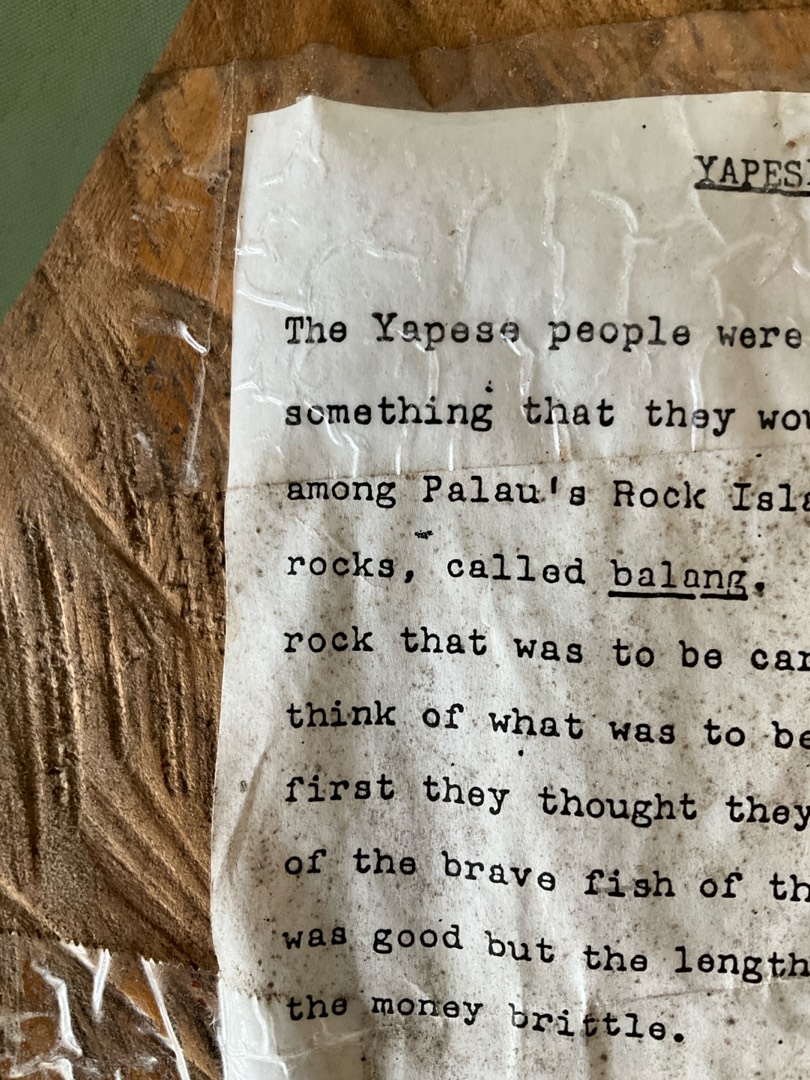 YAPES
The Yapese people were
something that they wou
among Palau's Rock Isla
rocks, called balang.
rock that was to be car
think of what was to be
first they thought they
of the brave fish of th
was good but the length
the money brittle.